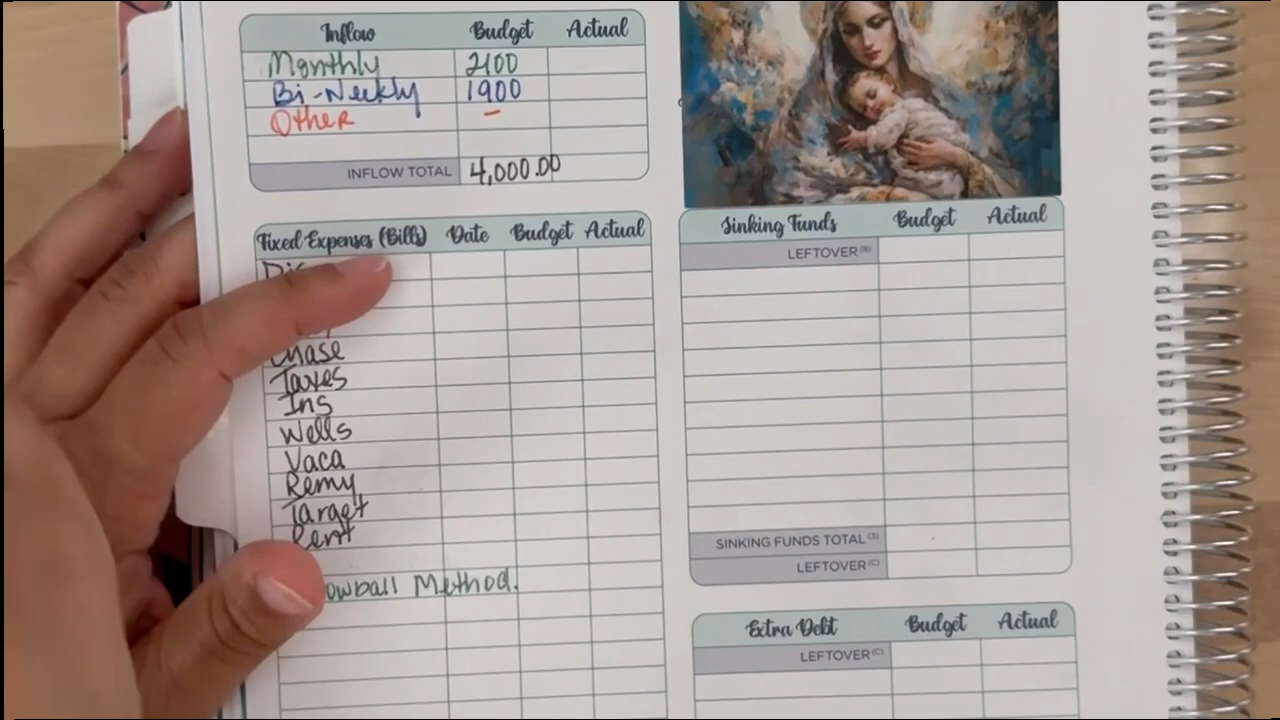 Inflow Budget Actual
Monthly 2100
Bi-Weekly 1900
Other –
INFLOW TOTAL 4,000.00
Fixed Expenses (Bills) Date Budget Actual
Chase
Taxes
Ins
Wells
Vaca
Remy
Target
Rent
owball Method.
Sinking Funds Budget Actual
LEFTOVER (B)
SINKING FUNDS TOTAL (3)
LEFTOVER (C)
Extra Debt Budget Actual
LEFTOVER (C)